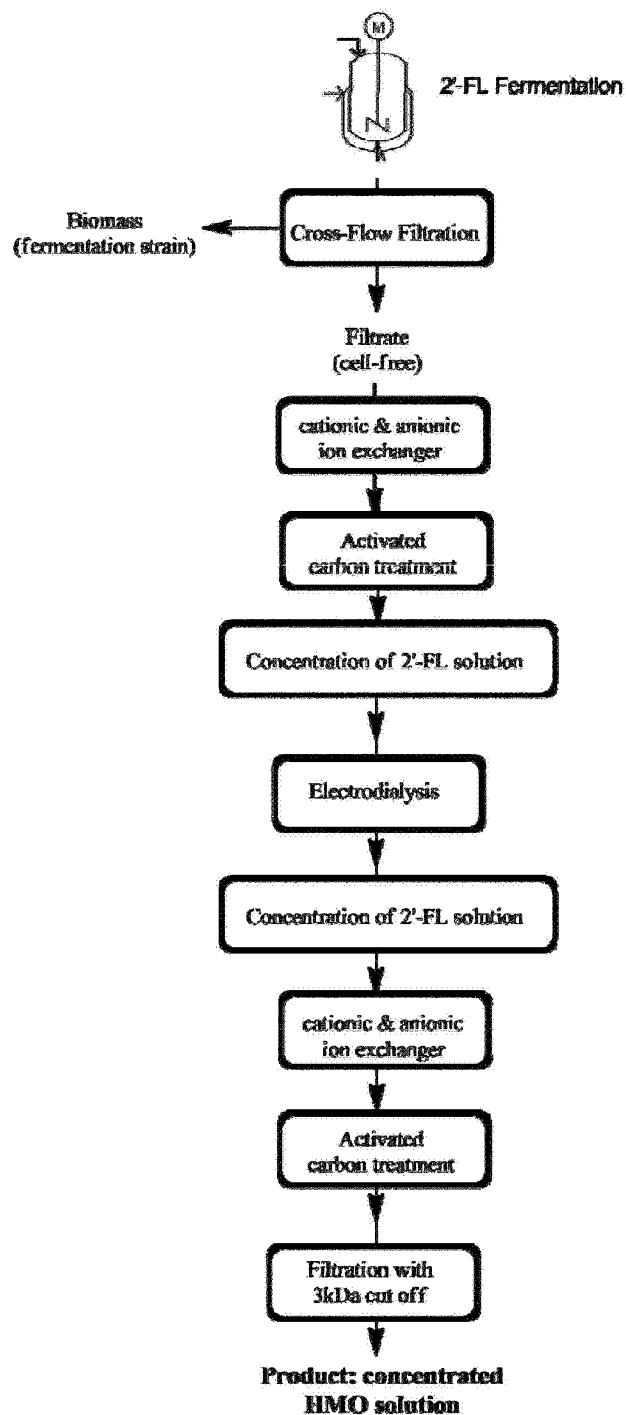 M
2'-FL Fermentation
Biomass
(fermentation strain)
Cross-Flow Filtration
Filtrate
(cell-free)
cationic & anionic
ion exchanger
Activated
carbon treatment
Concentration of 2'-FL solution
Electrodialysis
Concentration of 2'-FL solution
cationic & anionic
ion exchanger
Activated
carbon treatment
Filtration with
3kDa cut off
Product: concentrated
HMO solution